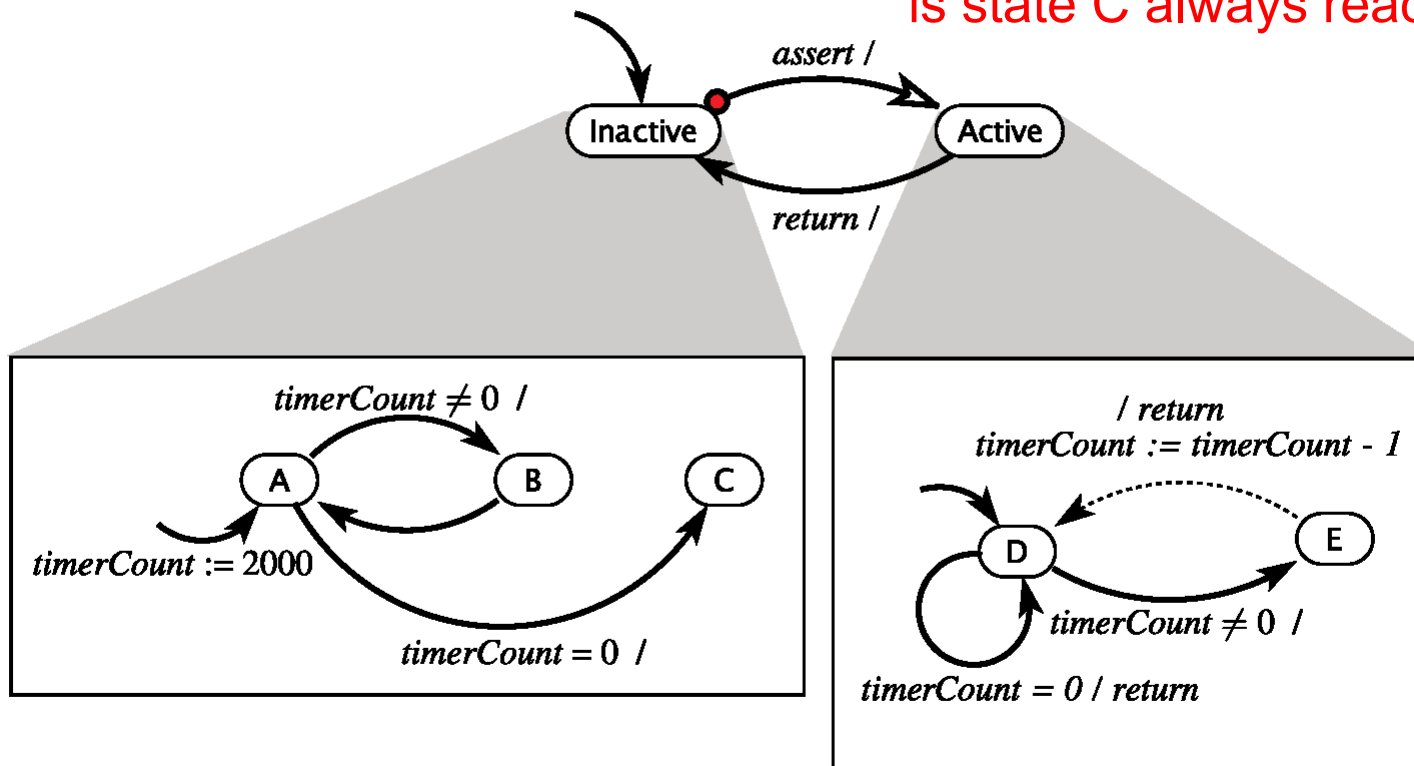 is state C always
assert /
Inactive
Active
return /
timerCount ≠ 0 /
A
B
C
timerCount := 2000
timerCount = 0 /
/ return
timerCount := timerCount - 1
D
E
timerCount ≠ 0 /
timerCount = 0 / return